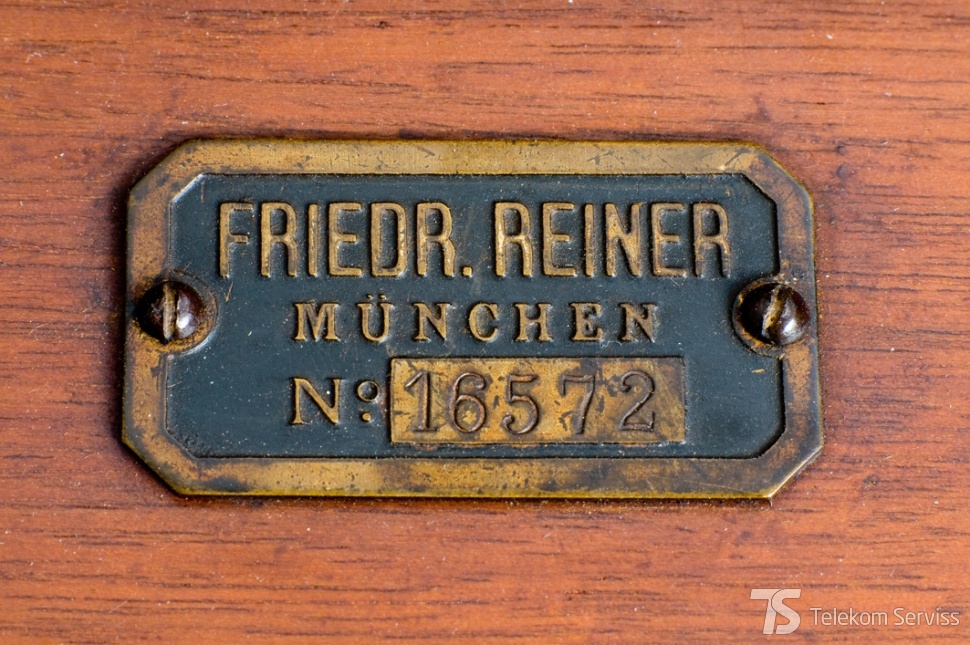 FRIEDR. REINER
MÜNCHEN
No: 16572
TS Telekom Serviss